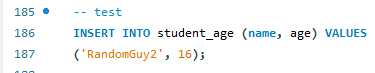 185 -- test
186 INSERT INTO student_age (name, age) VALUES
187 ('RandomGuy2', 16);